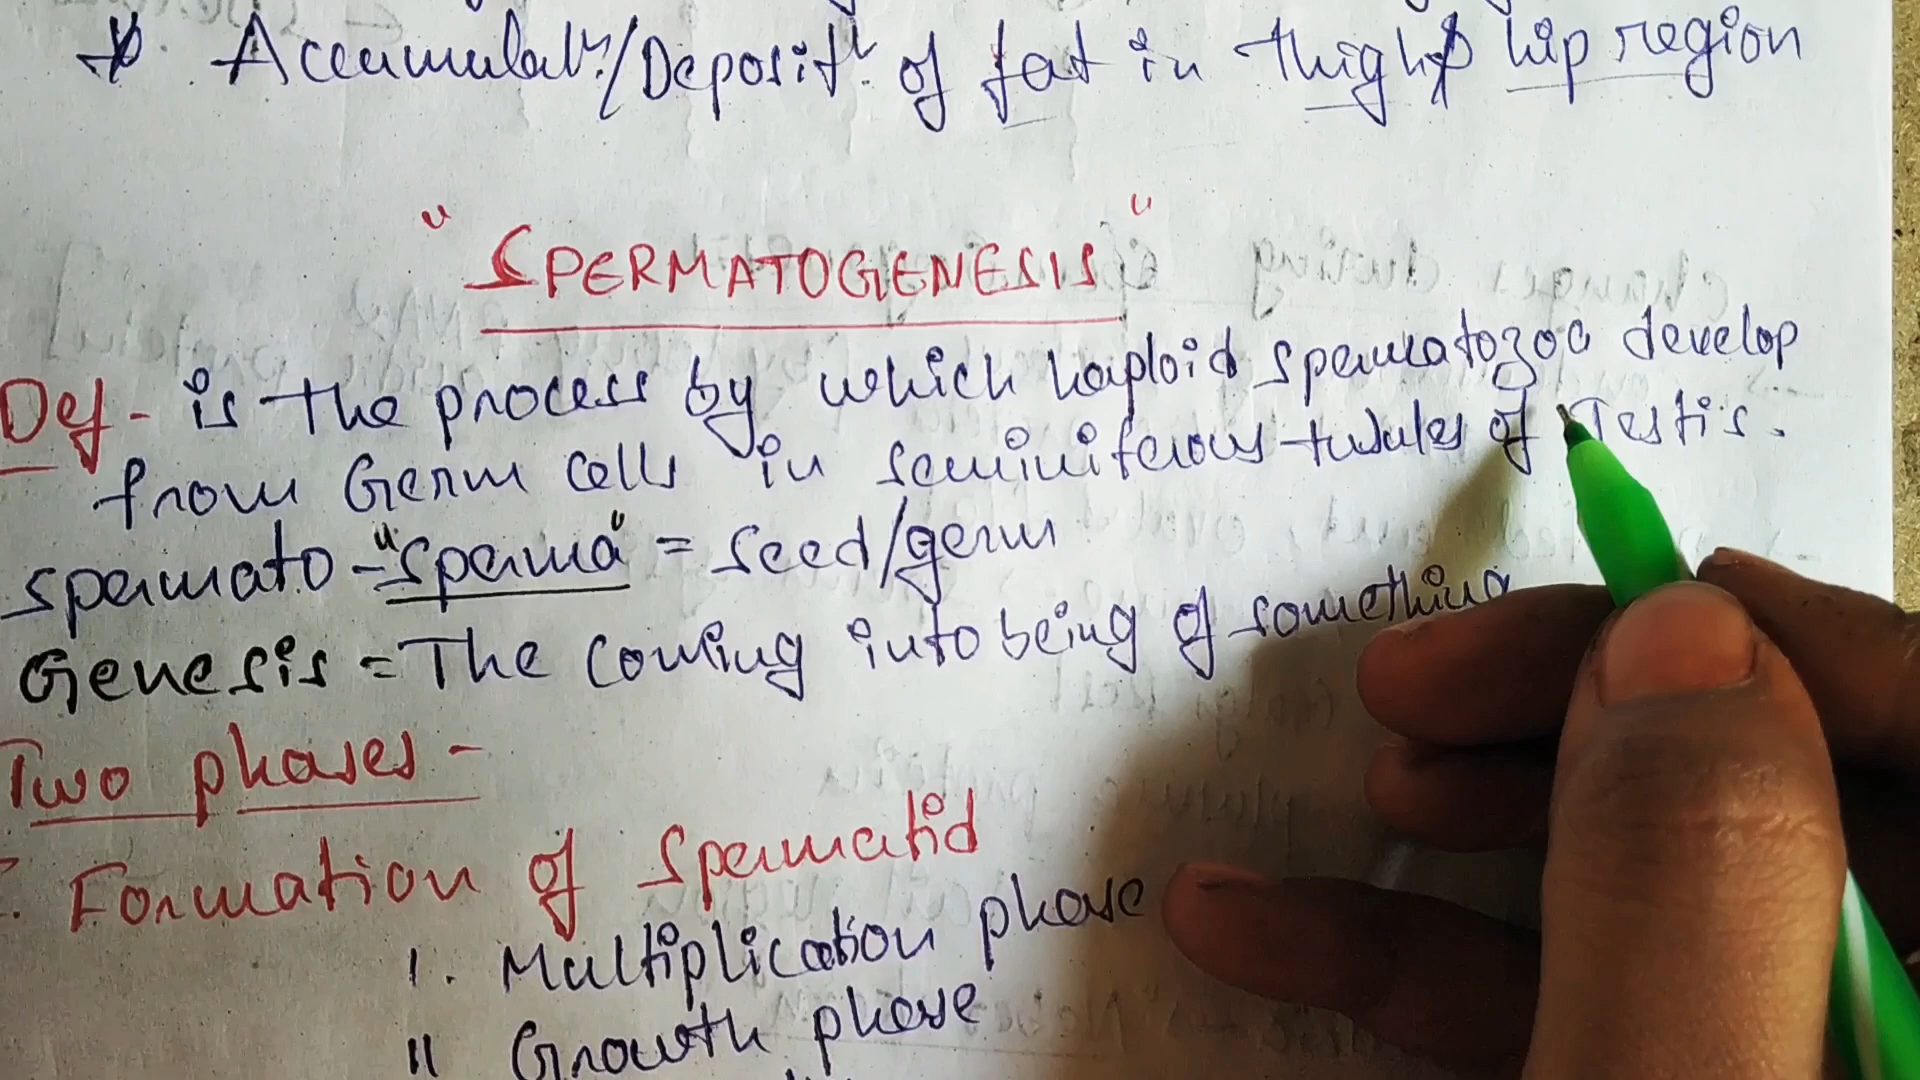 Accumulatn/Depositn of fat in thigh & hip region
"SPERMATOGENESIS"
Def - is the process by which haploid spermatozoa develop
from Germ cells in seminiferous tubules of Testis.
Spermato - "sperma" = seed/germ
Genesis = The coming into being of something
Two phases -
Formation of Spermatid
I. Multiplication phase
II Growth phase